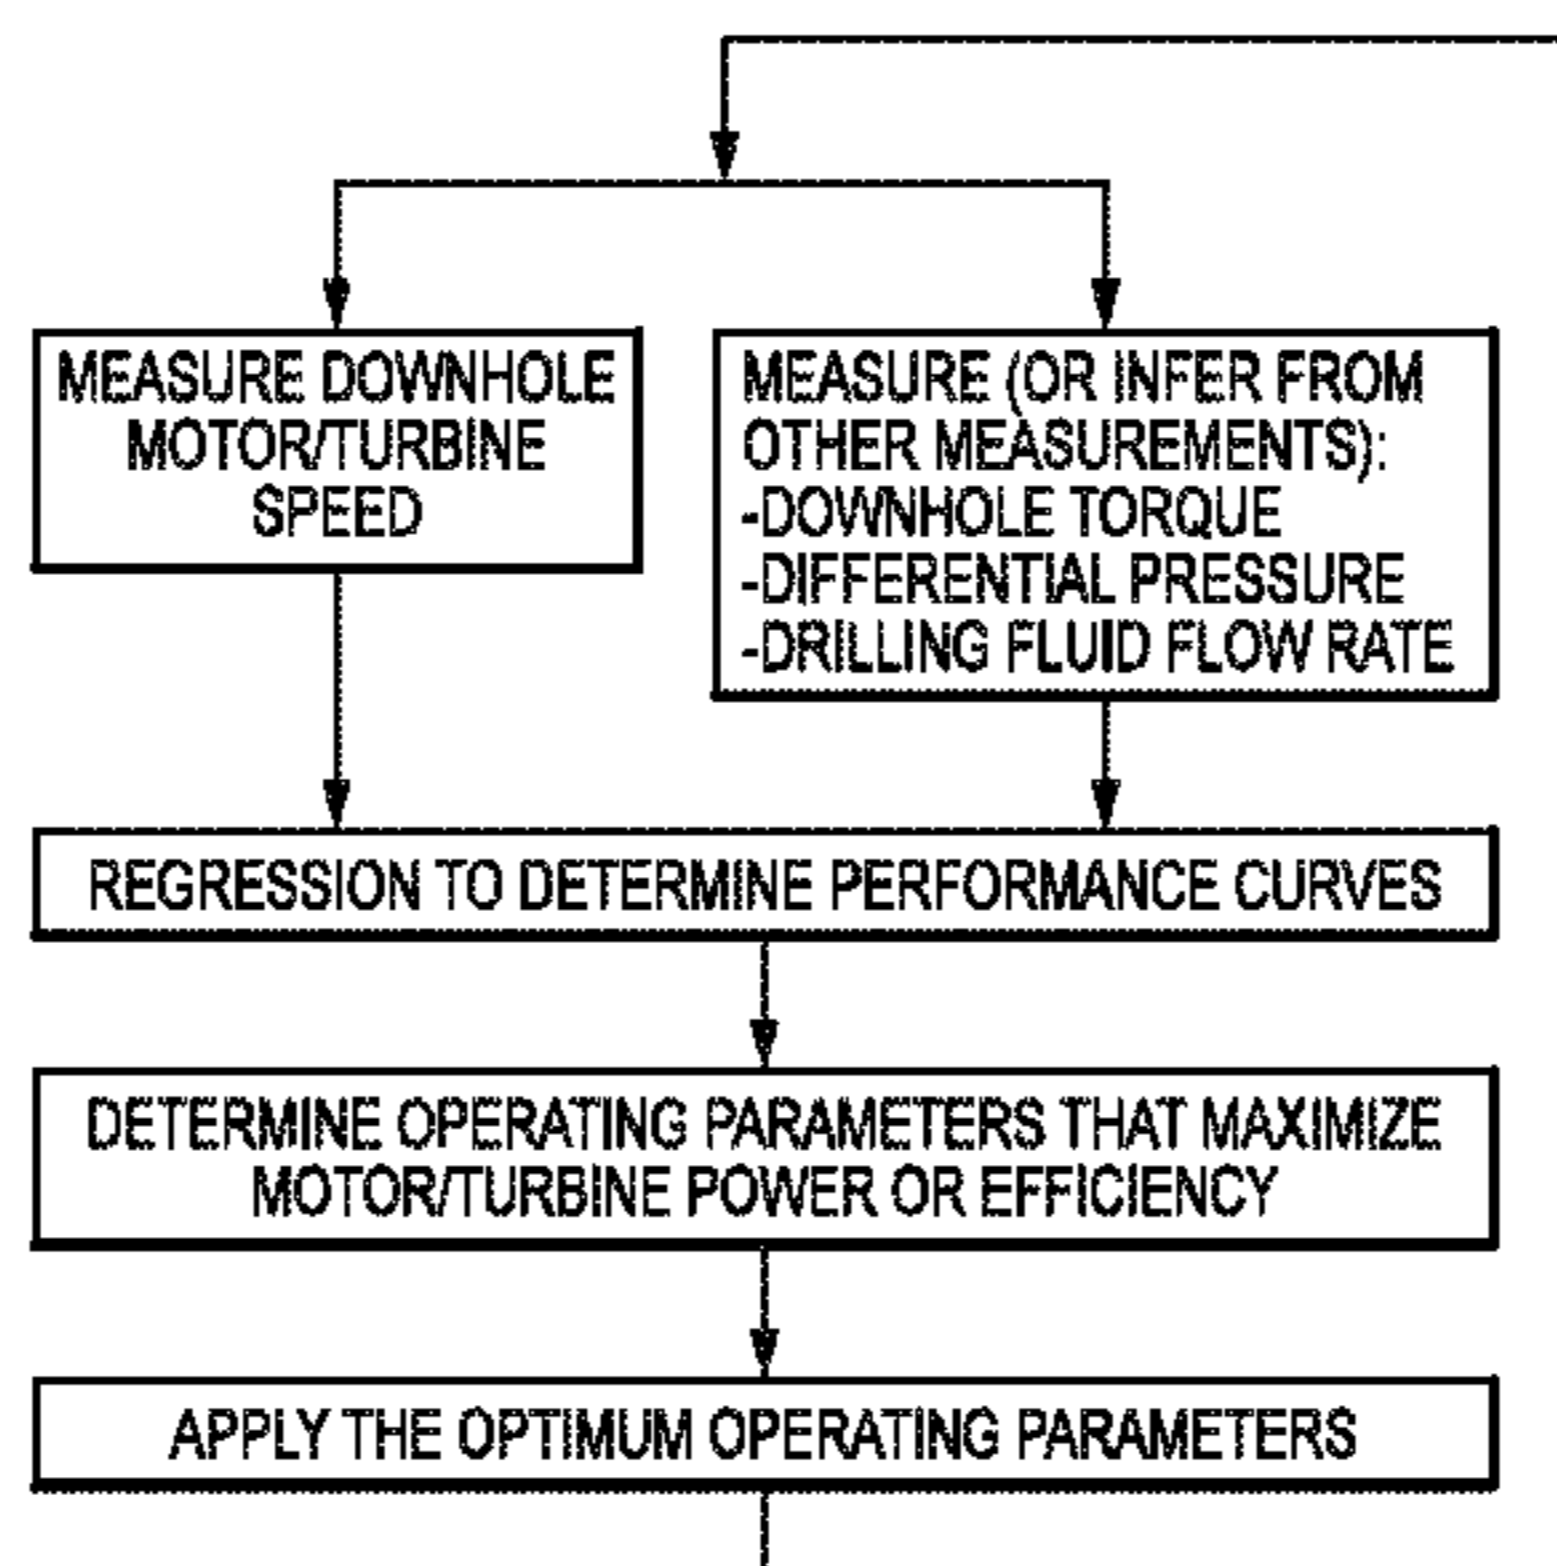 MEASURE DOWNHOLE
MOTOR/TURBINE
SPEED
MEASURE (OR INFER FROM
OTHER MEASUREMENTS):
-DOWNHOLE TORQUE
-DIFFERENTIAL PRESSURE
-DRILLING FLUID FLOW RATE
REGRESSION TO DETERMINE PERFORMANCE CURVES
DETERMINE OPERATING PARAMETERS THAT MAXIMIZE
MOTOR/TURBINE POWER OR EFFICIENCY
APPLY THE OPTIMUM OPERATING PARAMETERS